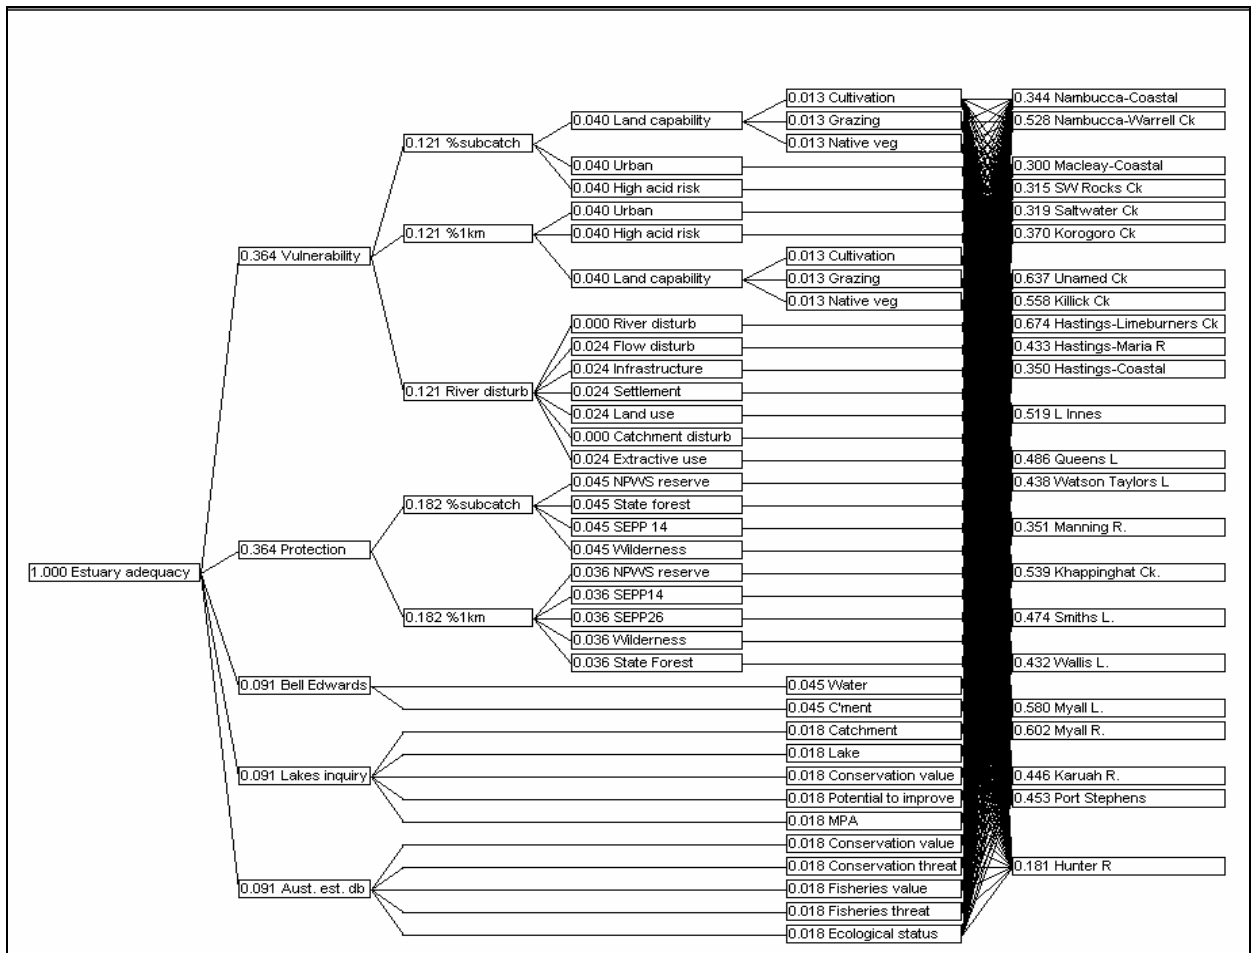 1.000 Estuary adequacy
0.364 Vulnerability
0.364 Protection
0.091 Bell Edwards
0.091 Lakes inquiry
0.091 Aust. est. db
0.121 %subcatch
0.121 %1km
0.121 River disturb
0.182 %subcatch
0.182 %1km
0.040 Land capability
0.040 Urban
0.040 High acid risk
0.040 Urban
0.040 High acid risk
0.040 Land capability
0.000 River disturb
0.024 Flow disturb
0.024 Infrastructure
0.024 Settlement
0.024 Land use
0.000 Catchment disturb
0.024 Extractive use
0.045 NPWS reserve
0.045 State forest
0.045 SEPP 14
0.045 Wilderness
0.036 NPWS reserve
0.036 SEPP14
0.036 SEPP26
0.036 Wilderness
0.036 State Forest
0.013 Cultivation
0.013 Grazing
0.013 Native veg
0.013 Cultivation
0.013 Grazing
0.013 Native veg
0.045 Water
0.045 C'ment
0.018 Catchment
0.018 Lake
0.018 Conservation value
0.018 Potential to improve
0.018 MPA
0.018 Conservation value
0.018 Conservation threat
0.018 Fisheries value
0.018 Fisheries threat
0.018 Ecological status
0.344 Nambucca-Coastal
0.528 Nambucca-Warrell Ck
0.300 Macleay-Coastal
0.315 SW Rocks Ck
0.319 Saltwater Ck
0.370 Korogoro Ck
0.637 Unamed Ck
0.558 Killick Ck
0.674 Hastings-Limeburners Ck
0.433 Hastings-Maria R
0.350 Hastings-Coastal
0.519 L Innes
0.486 Queens L
0.438 Watson Taylors L
0.351 Manning R.
0.539 Khappinghat Ck.
0.474 Smiths L.
0.432 Wallis L.
0.580 Myall L.
0.602 Myall R.
0.446 Karuah R.
0.453 Port Stephens
0.181 Hunter R